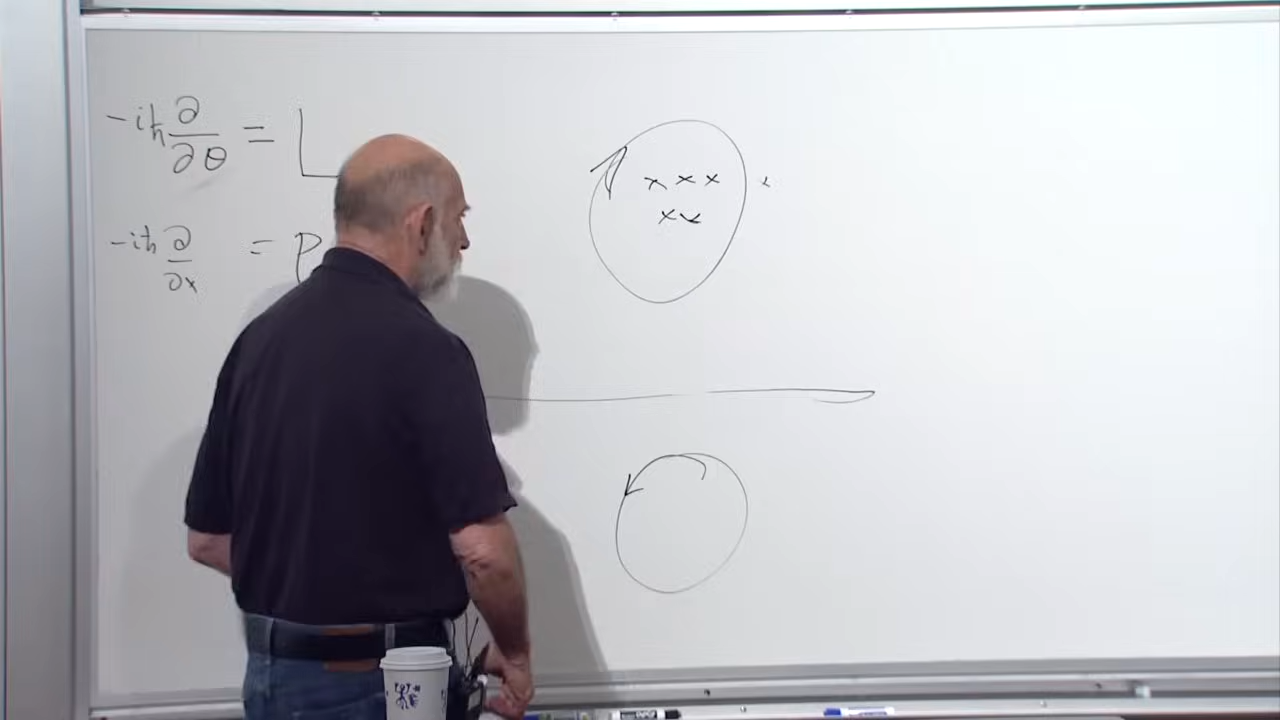 -iħ ∂/∂θ = L
-iħ ∂/∂x = P
x x x x
x x